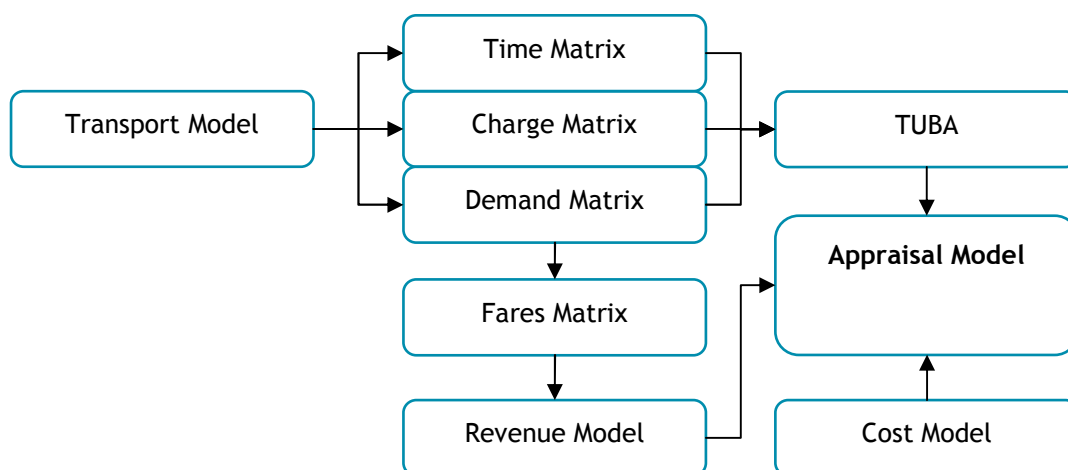 Time Matrix
Transport Model
Charge Matrix
TUBA
Demand Matrix
Appraisal Model
Fares Matrix
Revenue Model
Cost Model